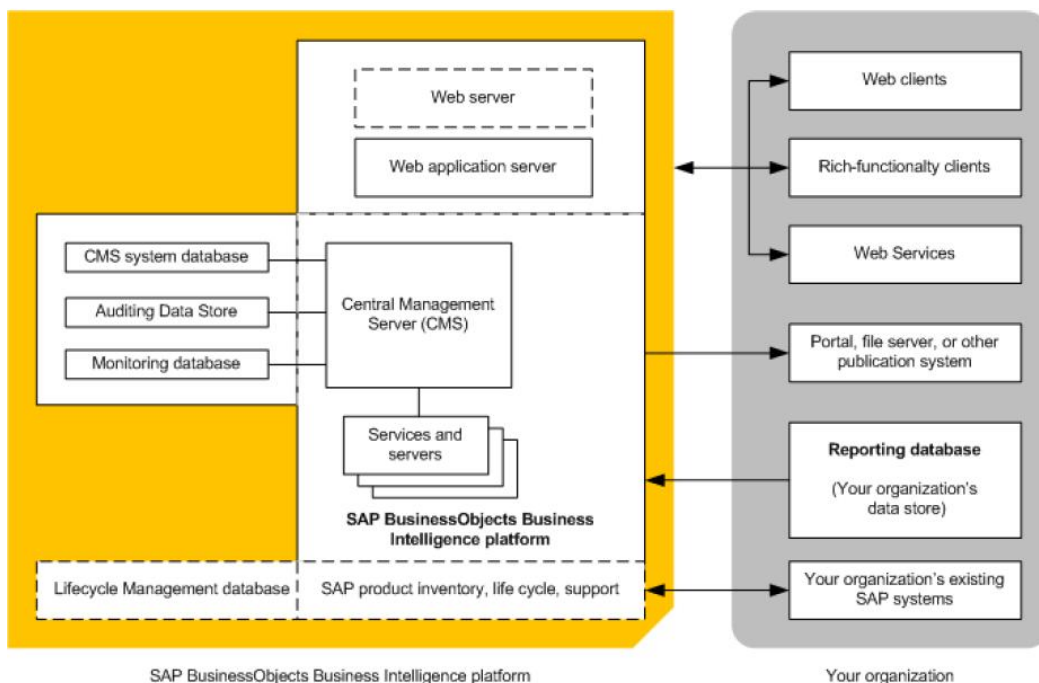 Web server
Web application server
CMS system database
Auditing Data Store
Monitoring database
Central Management
Server (CMS)
Services and
servers
SAP BusinessObjects Business
Intelligence platform
Lifecycle Management database
SAP product inventory, life cycle, support
SAP BusinessObjects Business Intelligence platform
Web clients
Rich-functionalty clients
Web Services
Portal, file server, or other
publication system
Reporting database
(Your organization's
data store)
Your organization's existing
SAP systems
Your organization